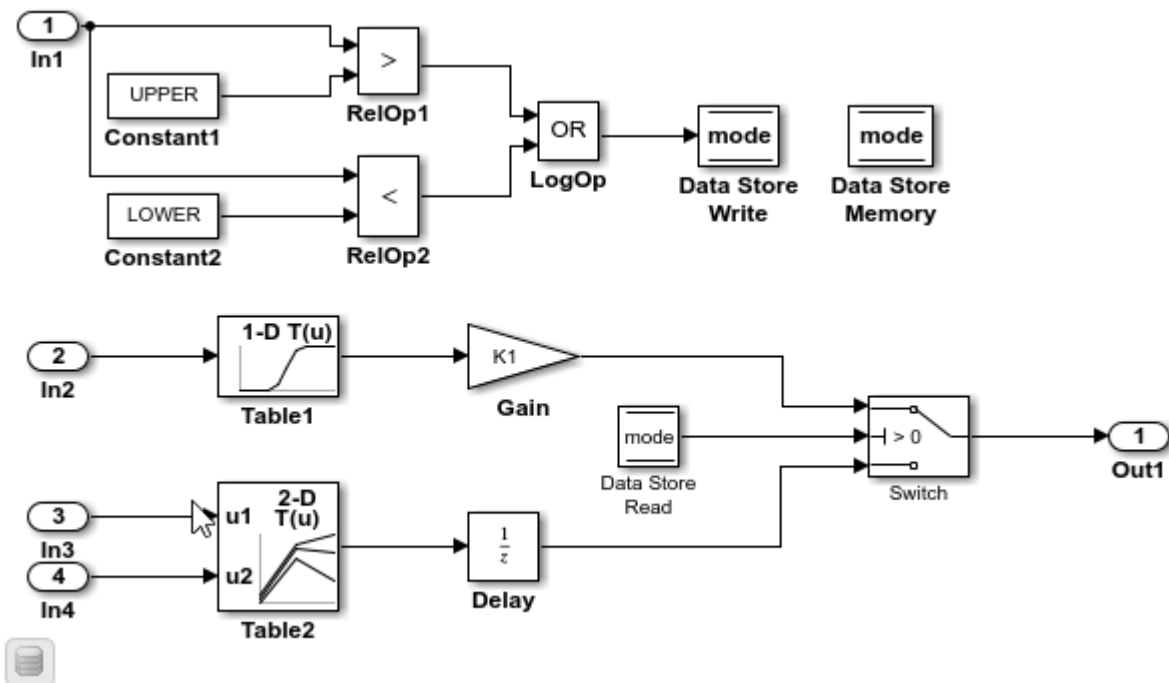 1
In1
UPPER
Constant1
>
RelOp1
OR
LogOp
mode
Data Store
Write
mode
Data Store
Memory
LOWER
Constant2
<
RelOp2
2
In2
1-D T(u)
Table1
K1
Gain
mode
Data Store
Read
> 0
Switch
1
Out1
3
In3
4
In4
u1
u2
2-D
T(u)
Table2
1
z
Delay